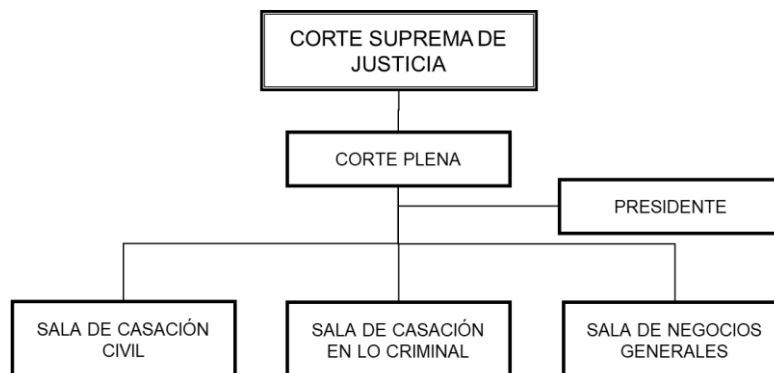 CORTE SUPREMA DE
JUSTICIA
CORTE PLENA
PRESIDENTE
SALA DE CASACIÓN
CIVIL
SALA DE CASACIÓN
EN LO CRIMINAL
SALA DE NEGOCIOS
GENERALES